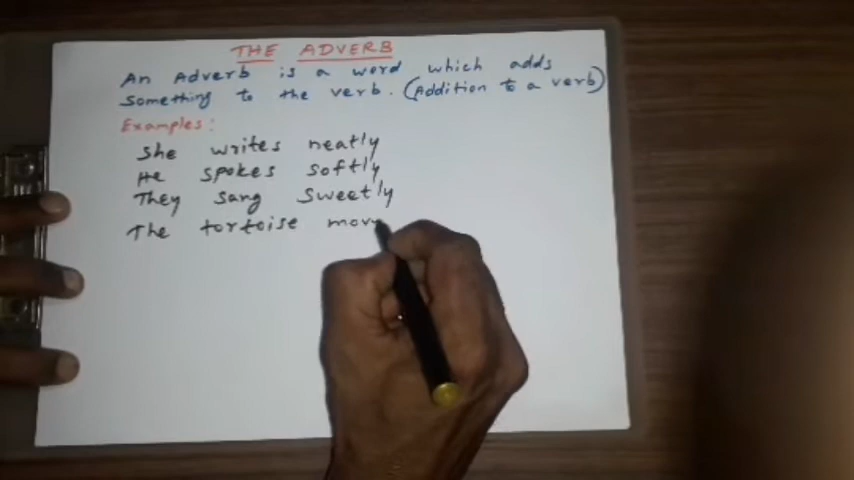 THE ADVERB
An Adverb is a word which adds
something to the verb. (Addition to a verb)
Examples:
She writes neatly
He spokes softly
They sang sweetly
The tortoise mov